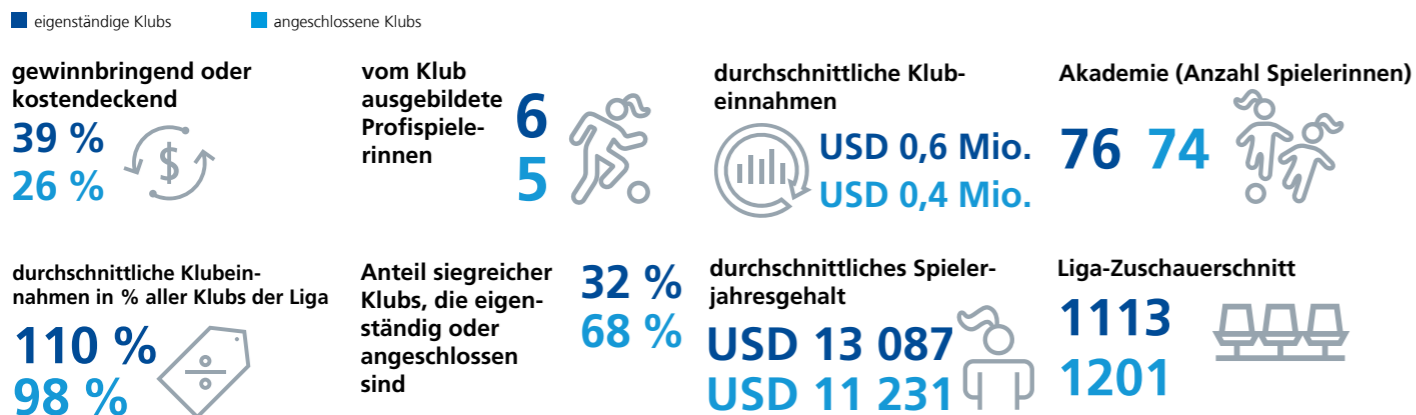 eigenständige Klubs
angeschlossene Klubs
gewinnbringend oder
kostendeckend
39 %
26 %
vom Klub
ausgebildete
Profispiele-
rinnen
6
5
durchschnittliche Klub-
einnahmen
USD 0,6 Mio.
USD 0,4 Mio.
Akademie (Anzahl Spielerinnen)
76 74
durchschnittliche Klubein-
nahmen in % aller Klubs der Liga
110 %
98 %
Anteil siegreicher
Klubs, die eigen-
ständig oder
angeschlossen
sind
32 %
68 %
durchschnittliches Spieler-
jahresgehalt
USD 13 087
USD 11 231
Liga-Zuschauerschnitt
1113
1201